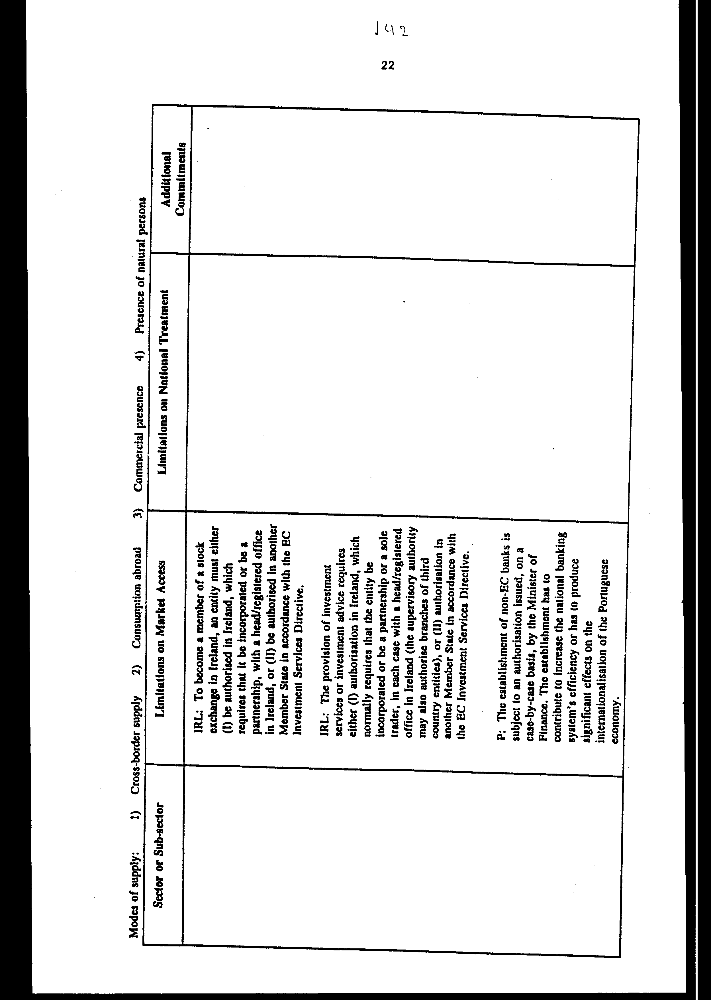 142
22
Modes of supply: 1) Cross-border supply 2) Consumption abroad 3) Commercial presence 4) Presence of natural persons
Sector or Sub-sector
Limitations on Market Access
Limitations on National Treatment
Additional
Commitments
IRL: To become a member of a stock
exchange in Ireland, an entity must either
(I) be authorised in Ireland, which
requires that it be incorporated or be a
partnership, with a head/registered office
in Ireland, or (II) be authorised in another
Member State in accordance with the EC
Investment Services Directive.
IRL: The provision of investment
services or investment advice requires
either (I) authorisation in Ireland, which
normally requires that the entity be
incorporated or be a partnership or a sole
trader, in each case with a head/registered
office in Ireland (the supervisory authority
may also authorise branches of third
country entities), or (II) authorisation in
another Member State in accordance with
the EC Investment Services Directive.
P: The establishment of non-EC banks is
subject to an authorisation issued, on a
case-by-case basis, by the Minister of
Finance. The establishment has to
contribute to increase the national banking
system's efficiency or has to produce
significant effects on the
internationalisation of the Portuguese
economy.